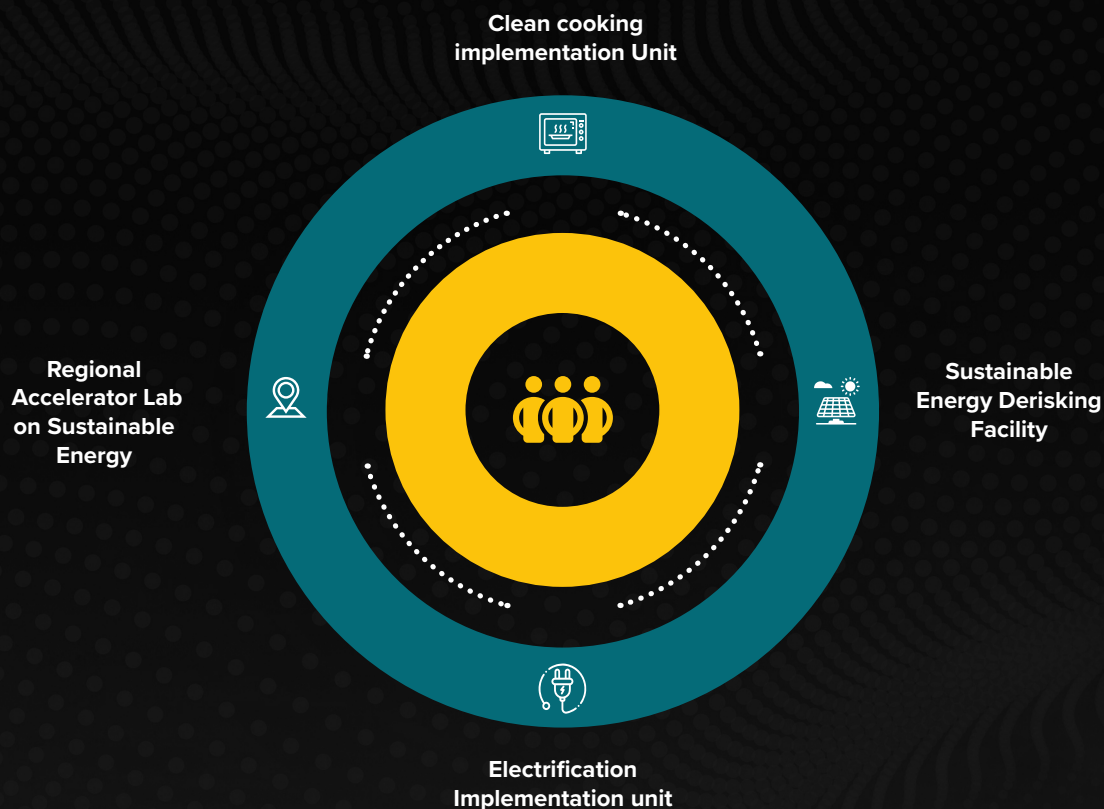 Clean cooking
implementation Unit
Regional
Accelerator Lab
on Sustainable
Energy
Sustainable
Energy Derisking
Facility
Electrification
Implementation unit